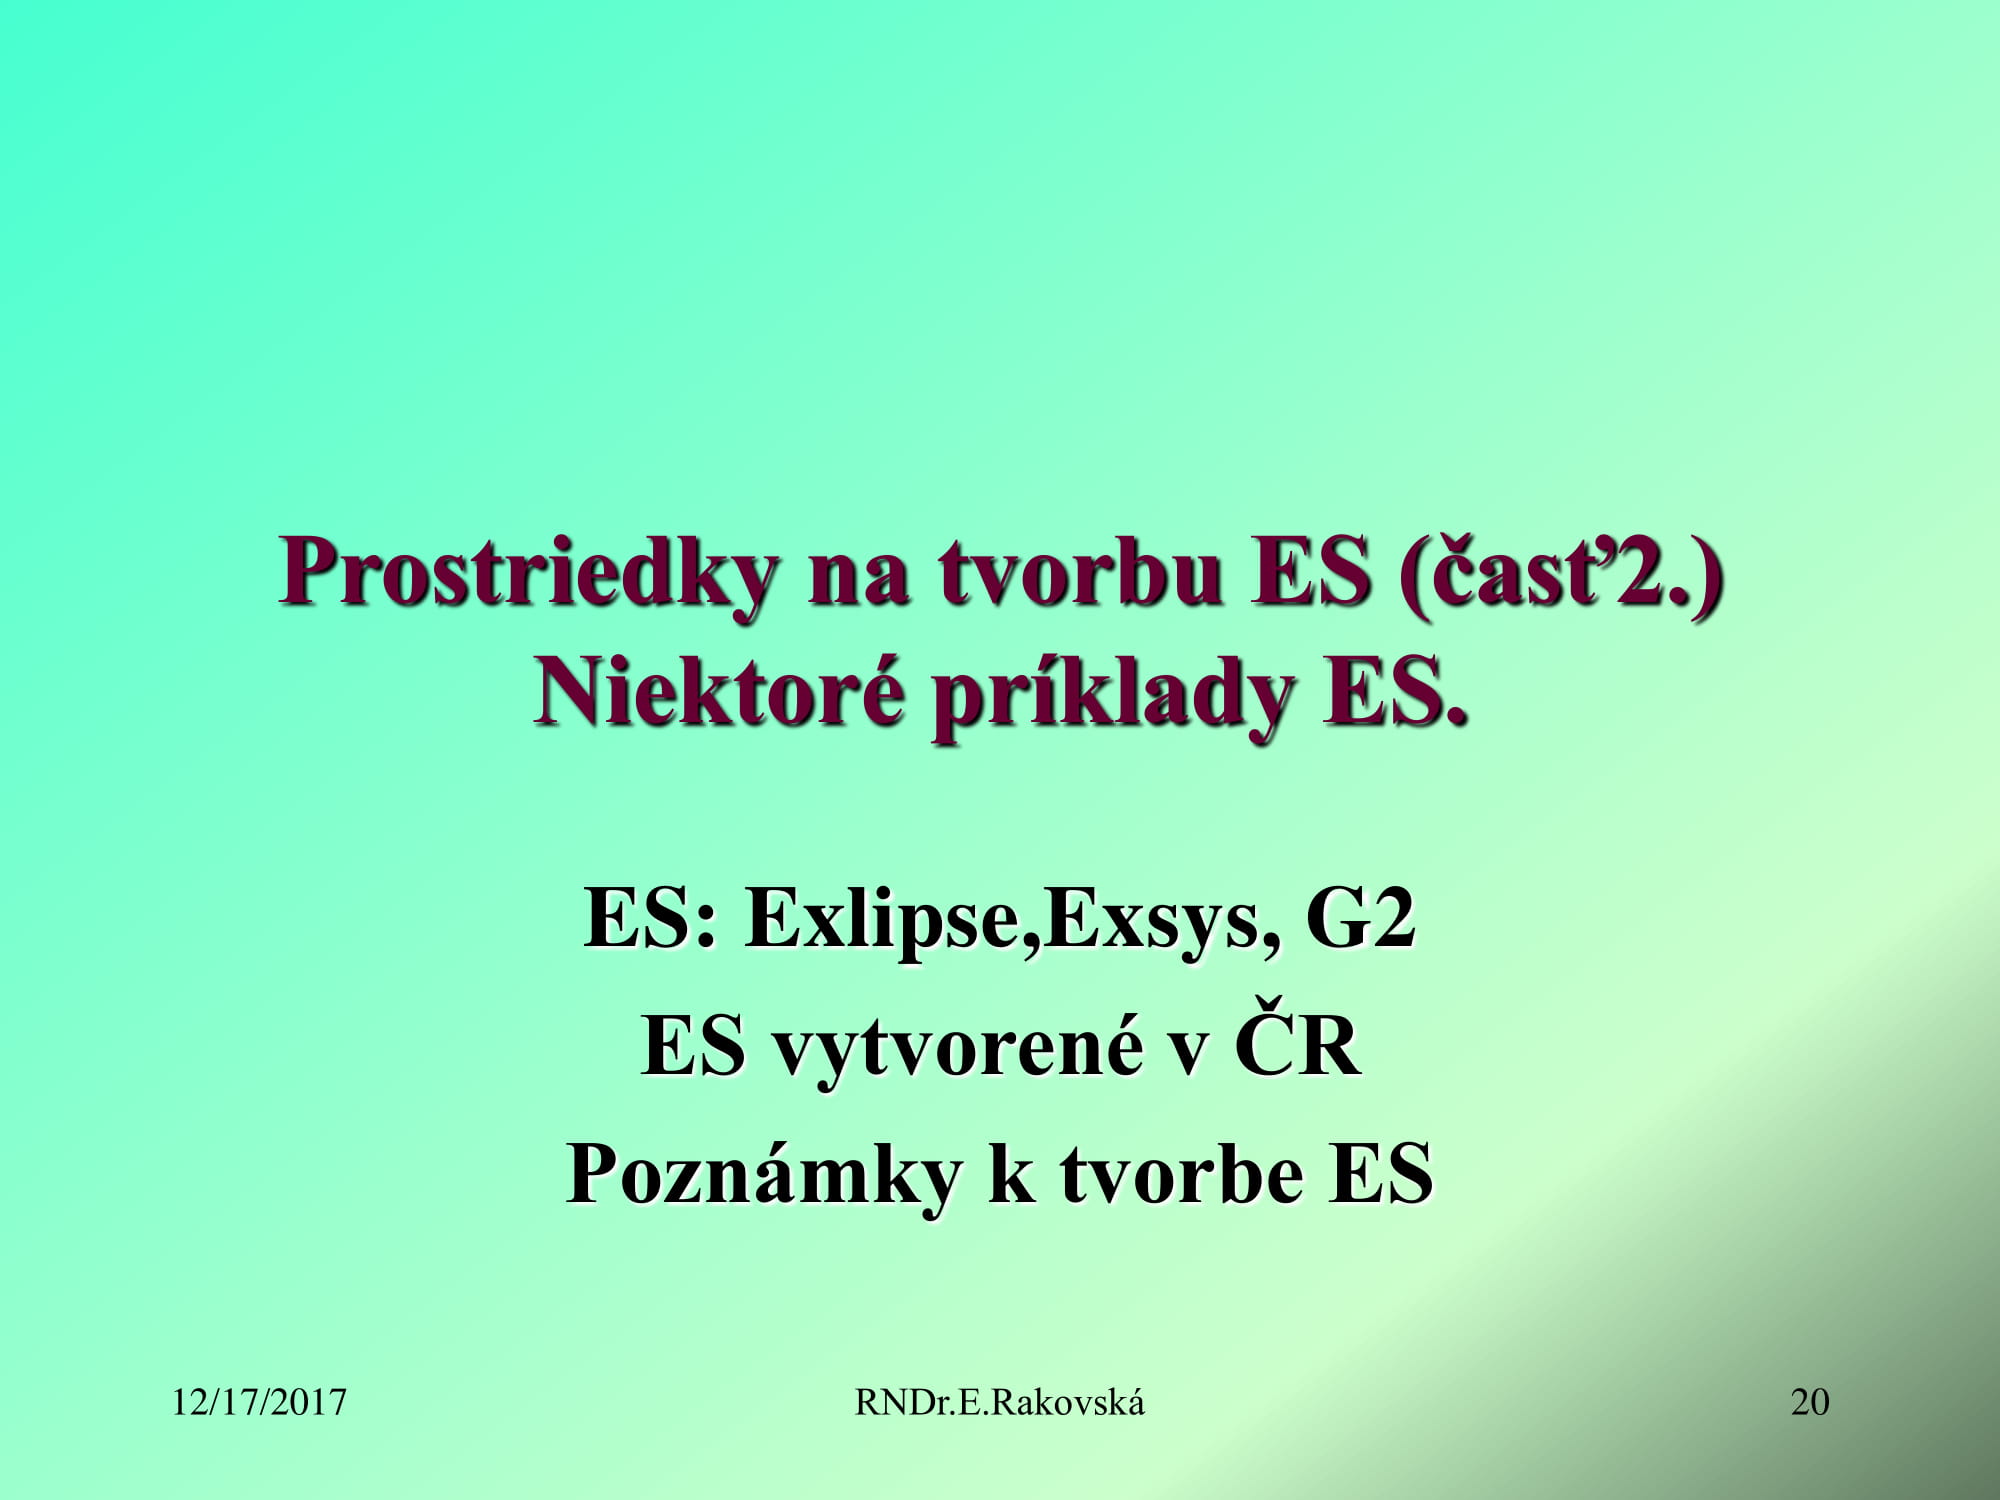 Prostriedky na tvorbu ES (časť2.)
Niektoré príklady ES.
ES: Exlipse,Exsys, G2
ES vytvorené v ČR
Poznámky k tvorbe ES
12/17/2017
RNDr.E.Rakovská
20